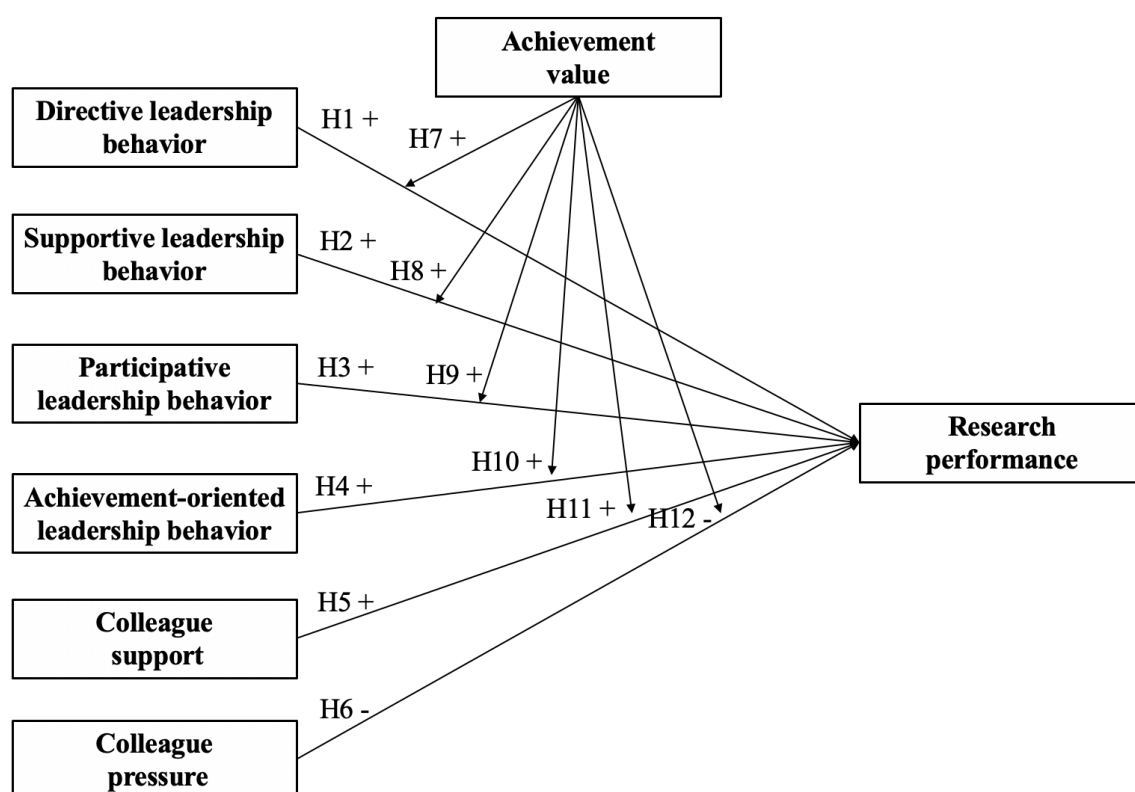 Achievement
value
Directive leadership
behavior
H1 +
H7 +
Supportive leadership
behavior
H2 +
H8 +
Participative
leadership behavior
H3 +
H9 +
Research
performance
Achievement-oriented
leadership behavior
H4 +
H10 +
H11 +
H12 -
Colleague
support
H5 +
Colleague
pressure
H6 -